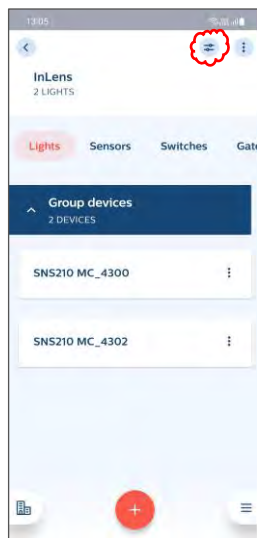 13:05
InLens
2 LIGHTS
Lights Sensors Switches Gat
Group devices
2 DEVICES
SNS210 MC_4300
SNS210 MC_4302